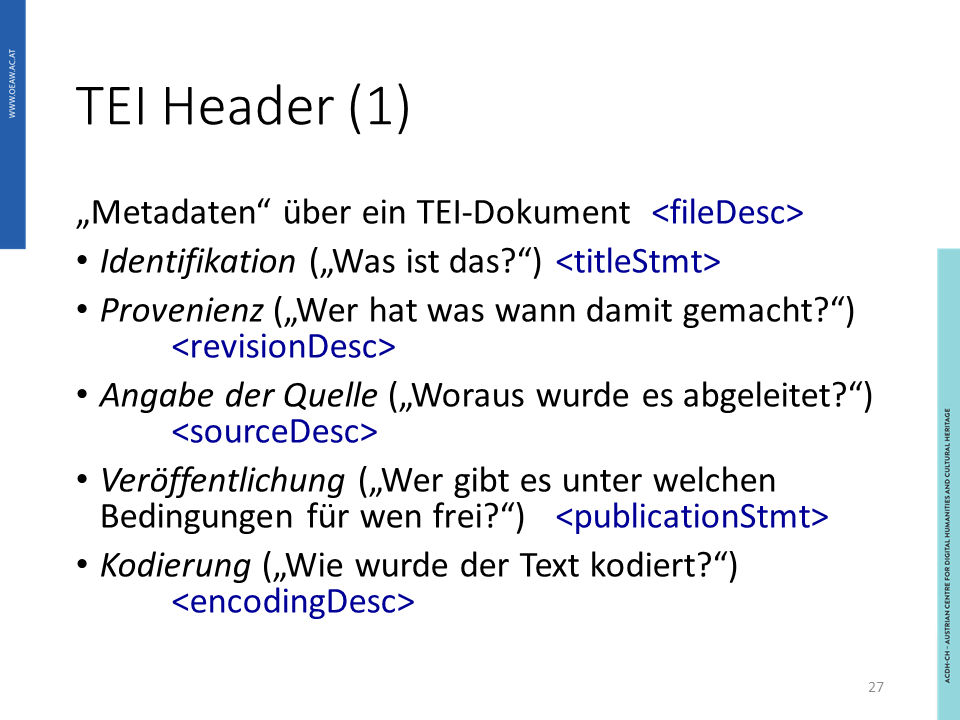 WWW.OEAW.AC.AT
TEI Header (1)
„Metadaten“ über ein TEI-Dokument <fileDesc>
• Identifikation („Was ist das?“) <titleStmt>
• Provenienz („Wer hat was wann damit gemacht?“)
<revisionDesc>
• Angabe der Quelle („Woraus wurde es abgeleitet?“)
<sourceDesc>
• Veröffentlichung („Wer gibt es unter welchen
Bedingungen für wen frei?“) <publicationStmt>
• Kodierung („Wie wurde der Text kodiert?“)
<encodingDesc>
ACDH-CH – AUSTRIAN CENTRE FOR DIGITAL HUMANITIES AND CULTURAL HERITAGE
27